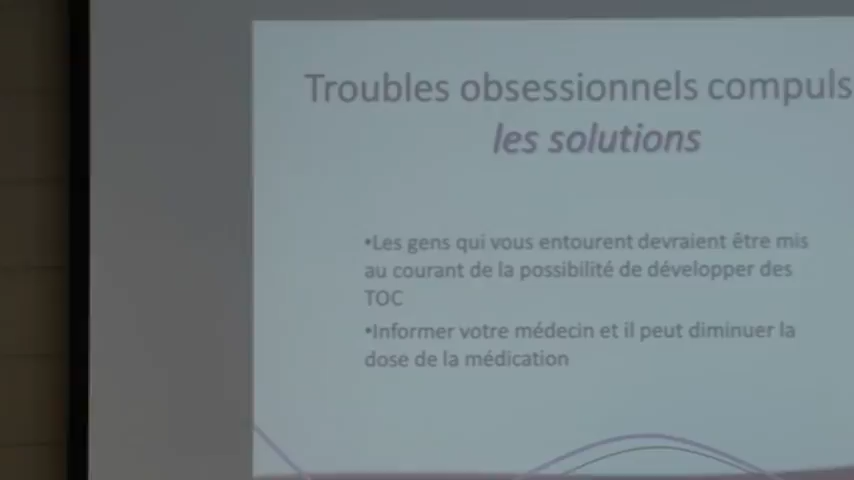 Troubles obsessionnels compuls
les solutions
•Les gens qui vous entourent devraient être mis
au courant de la possibilité de développer des
TOC
•Informer votre médecin et il peut diminuer la
dose de la médication